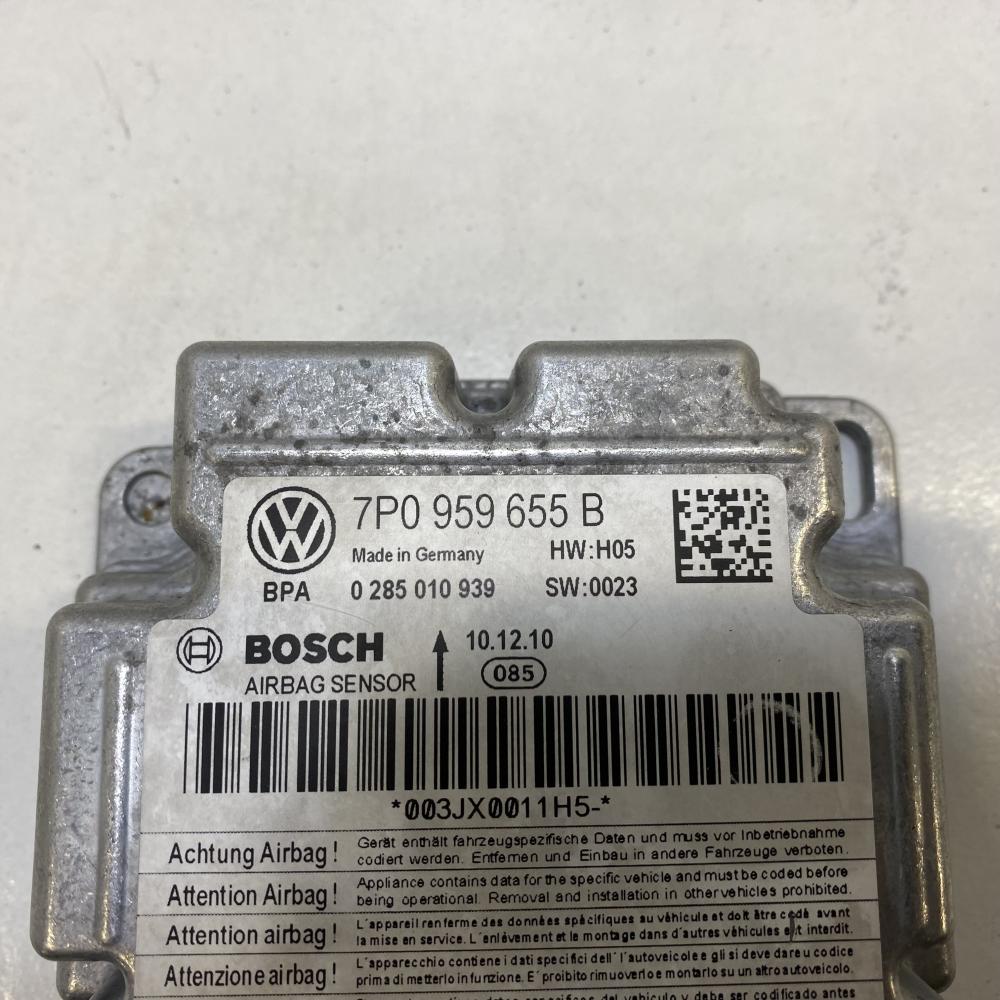 7P0 959 655 B
Made in Germany HW:H05
BPA 0 285 010 939 SW:0023
BOSCH 10.12.10
AIRBAG SENSOR 085
*003JX0011H5-*
Achtung Airbag! Gerät enthält fahrzeugspezifische Daten und muss vor Inbetriebnahme
codiert werden. Entfernen und Einbau in andere Fahrzeuge verboten.
Attention Airbag! Appliance contains data for the specific vehicle and must be coded before
being operational. Removal and installation in other vehicles prohibited.
Attention airbag! L'appareil renferme des données spécifiques au véhicule et doit être codé avant
la mise en service. L'enlévement et le montage dans d'autres véhicules est interdit.
Attenzione airbag! L'apparecchio contiene i dati specifici dell'l'autoveicolo e gli si deve dare u codice
prima di metterlo in funzione. E' proibito rimuoverlo e montarlo su un altro autoveicolo.
vehículo y debe ser codificado antes